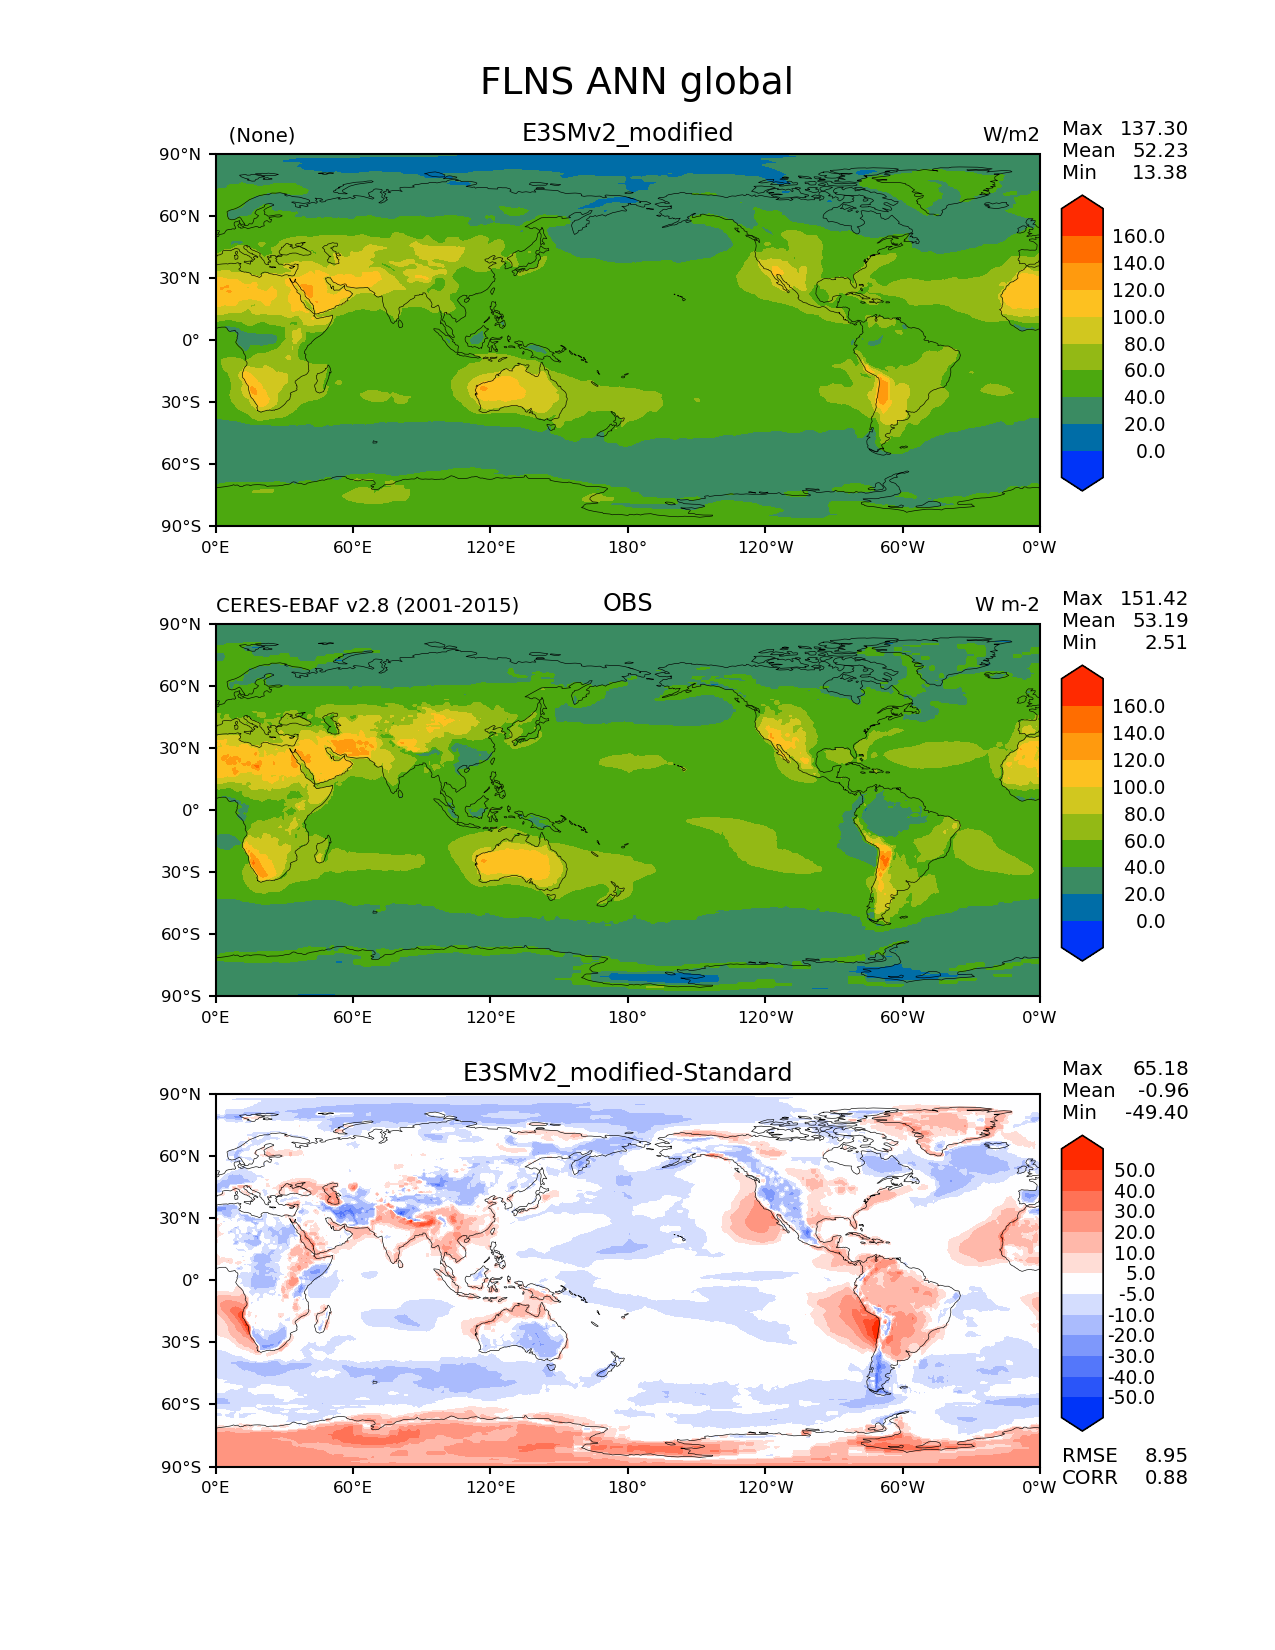 FLNS ANN global
(None) E3SMv2_modified W/m2
Max 137.30
Mean 52.23
Min 13.38
90°N
60°N
30°N
0°
30°S
60°S
90°S
0°E 60°E 120°E 180° 120°W 60°W 0°W
160.0
140.0
120.0
100.0
80.0
60.0
40.0
20.0
0.0
CERES-EBAF v2.8 (2001-2015) OBS W m-2
Max 151.42
Mean 53.19
Min 2.51
90°N
60°N
30°N
0°
30°S
60°S
90°S
0°E 60°E 120°E 180° 120°W 60°W 0°W
160.0
140.0
120.0
100.0
80.0
60.0
40.0
20.0
0.0
E3SMv2_modified-Standard
Max 65.18
Mean -0.96
Min -49.40
90°N
60°N
30°N
0°
30°S
60°S
90°S
0°E 60°E 120°E 180° 120°W 60°W 0°W
50.0
40.0
30.0
20.0
10.0
5.0
-5.0
-10.0
-20.0
-30.0
-40.0
-50.0
RMSE 8.95
CORR 0.88